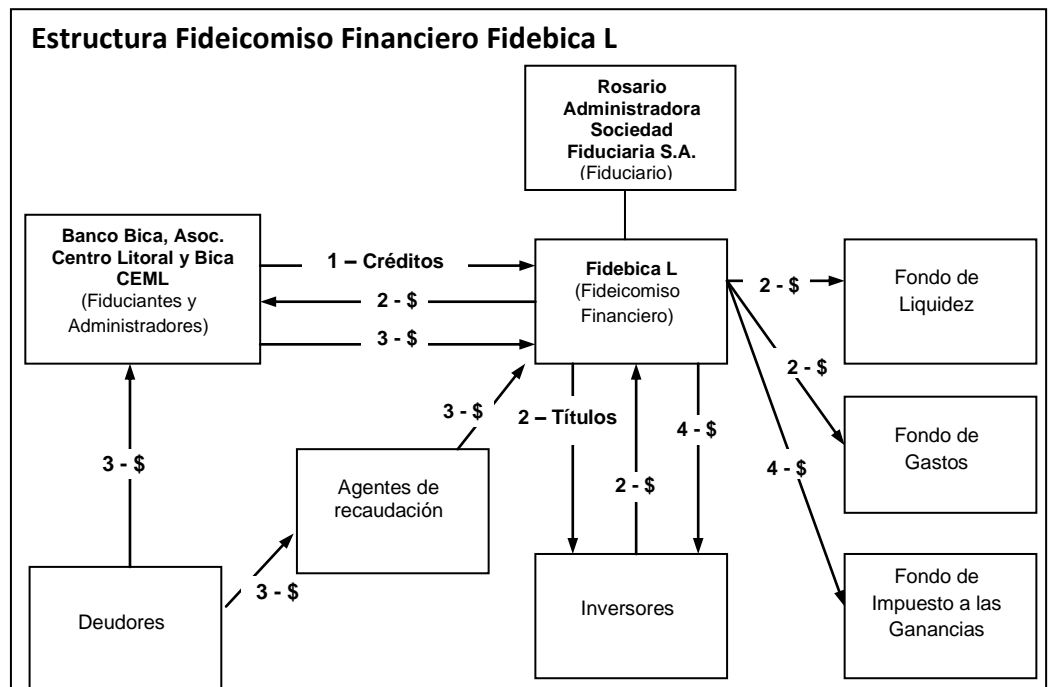 Estructura Fideicomiso Financiero Fidebica L
Rosario
Administradora
Sociedad
Fiduciaria S.A.
(Fiduciario)
Banco Bica, Asoc.
Centro Litoral y Bica
CEML
(Fiduciantes y
Administradores)
1 – Créditos
2 - $
3 - $
Fidebica L
(Fideicomiso
Financiero)
2 - $
Fondo de
Liquidez
2 - $
4 - $
Fondo de
Gastos
Fondo de
Impuesto a las
Ganancias
3 - $
3 - $
2 – Títulos
4 - $
2 - $
Agentes de
recaudación
3 - $
Deudores
Inversores